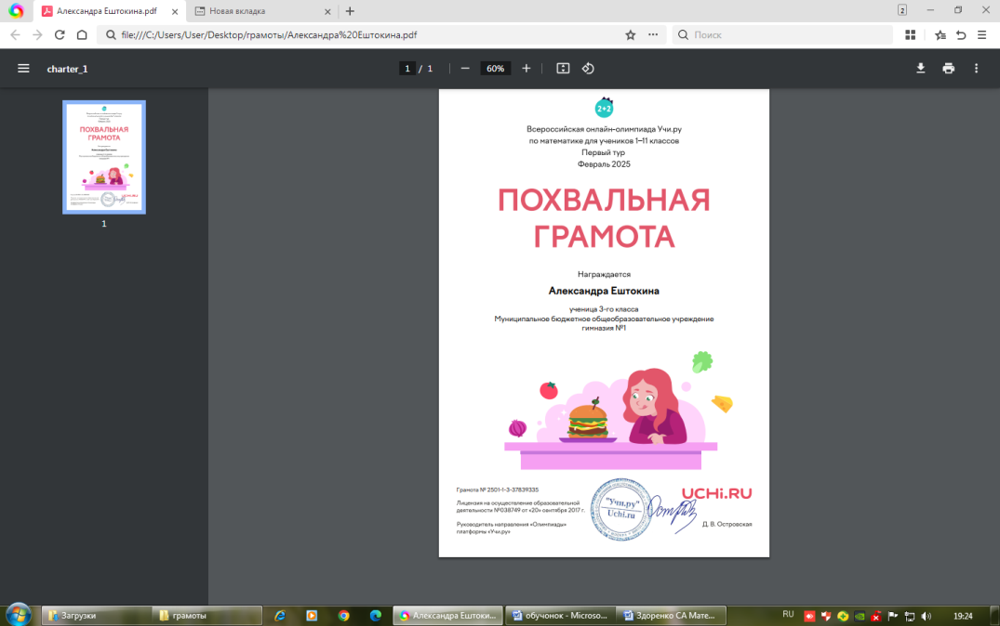 Александра Ештокина.pdf
Новая вкладка
2
file:///C:/Users/User/Desktop/грамоты/Александра%20Ештокина.pdf
Поиск
charter_1
1 / 1
60%
2+2
Всероссийская онлайн-олимпиада Учи.ру
по математике для учеников 1–11 классов
Первый тур
Февраль 2025
ПОХВАЛЬНАЯ
ГРАМОТА
Награждается
Александра Ештокина
ученица 3-го класса
Муниципальное бюджетное общеобразовательное учреждение
гимназия №1
1
Грамота № 2501-1-3-37839335
Лицензия на осуществление образовательной
деятельности №038749 от «20» сентября 2017 г.
Руководитель направления «Олимпиады»
платформы «Учи.ру»
"Учи.ру"
Uchi.ru
UCHi.RU
Д. В. Островская
Загрузки
грамоты
Александра Ештоки...
обучонок - Microso...
Здоренко СА Мате...
RU
19:24